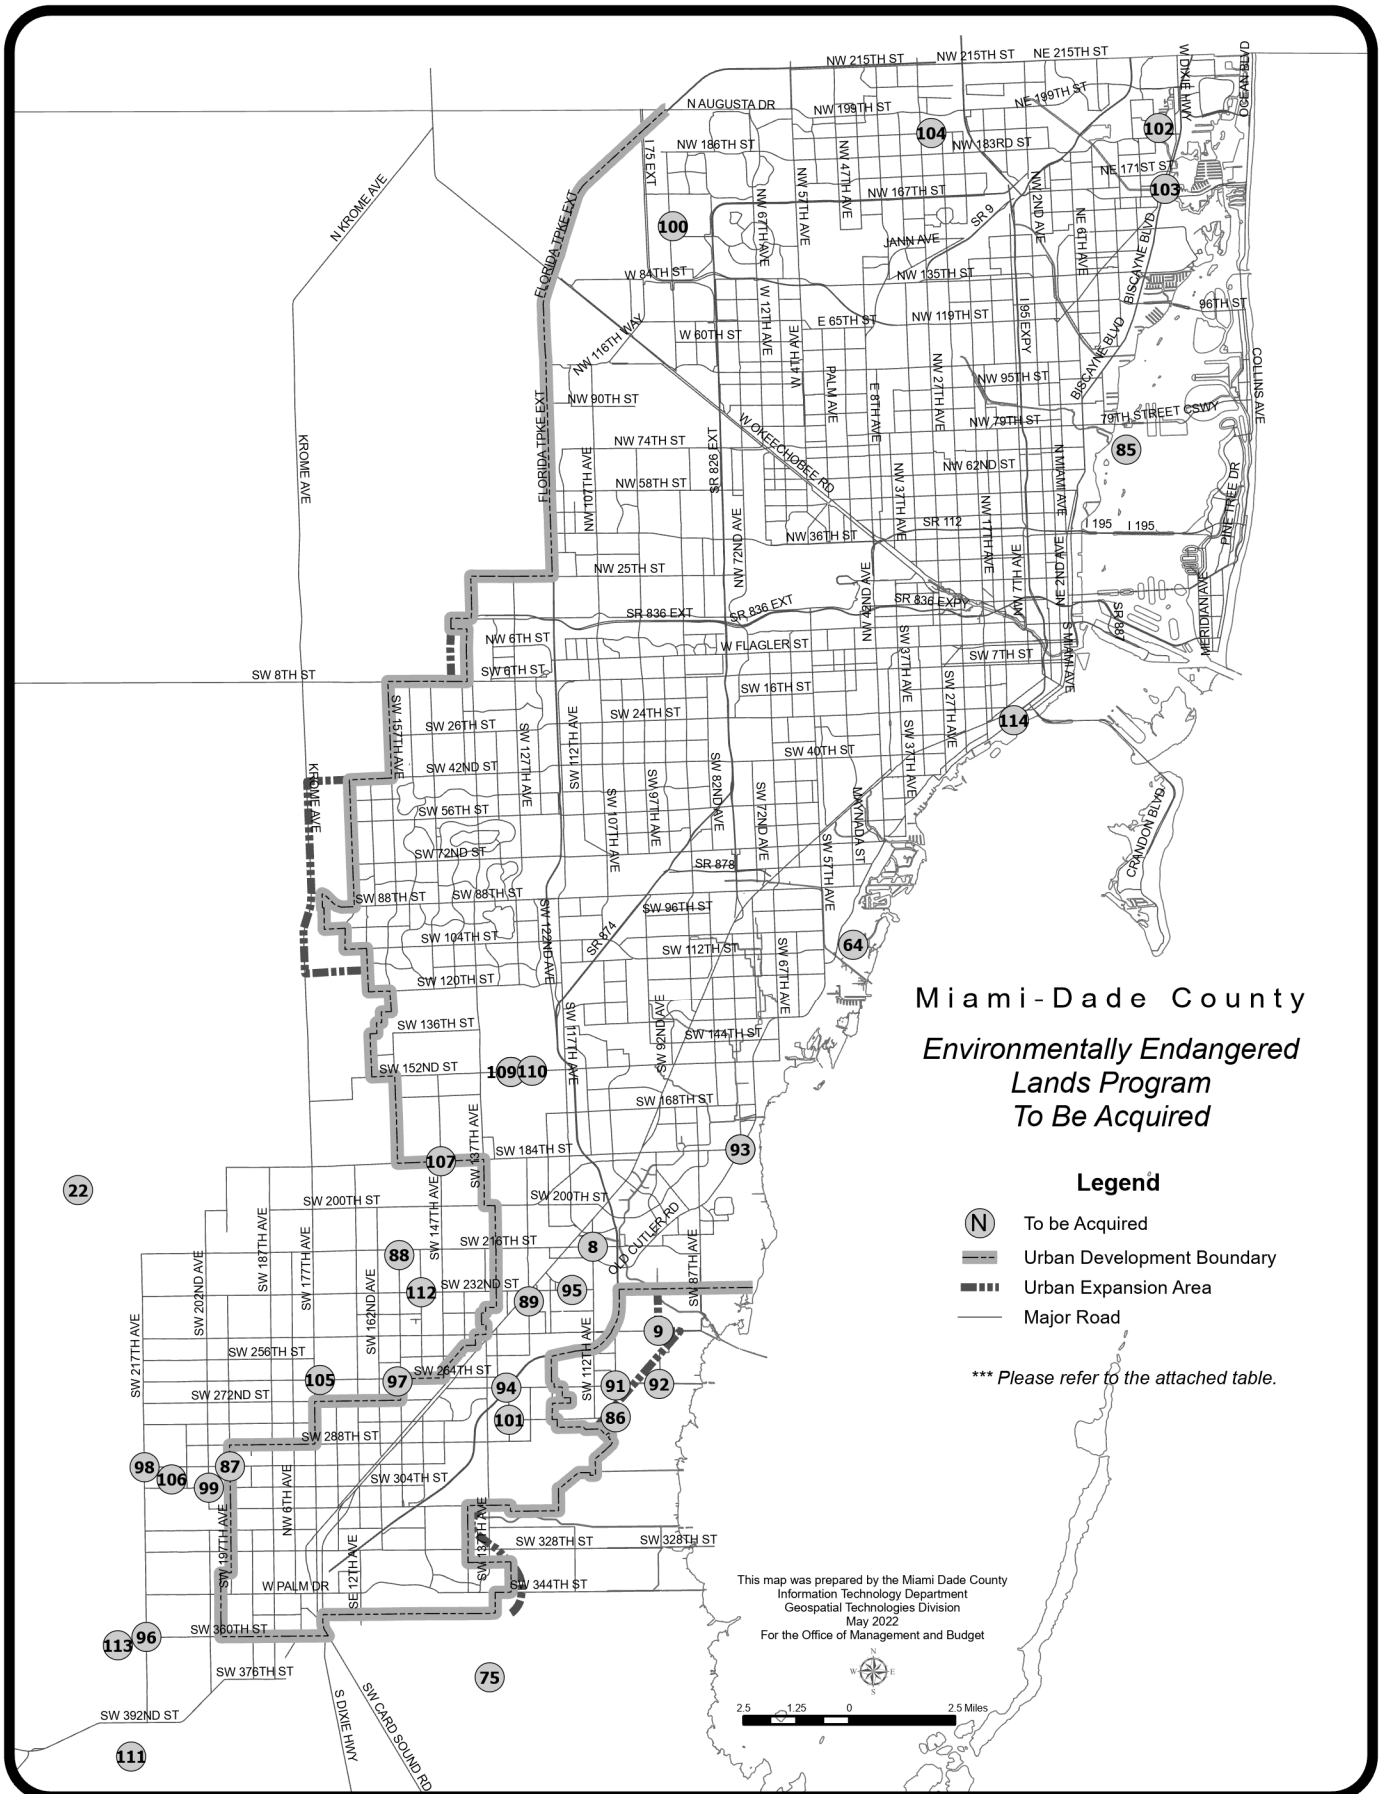 NW 215TH ST
NW 215TH ST
NE 215TH ST
W DIXIE HWY
OCEAN BLVD
N AUGUSTA DR
NW 199TH ST
NE 199TH ST
104
102
I 75 EXT
NW 186TH ST
NW 47TH AVE
NW 183RD ST
NE 171ST ST
103
N KROME AVE
NW 57TH AVE
NW 167TH ST
NW 2ND AVE
NW 67TH AVE
SR 9
NE 6TH AVE
100
FLORIDA TPKE EXT
JANN AVE
BISCAYNE BLVD
W 84TH ST
NW 135TH ST
W 12TH AVE
96TH ST
NW 116TH WAY
W 60TH ST
E 65TH ST
NW 119TH ST
I 95 EXPY
W 4TH AVE
BISCAYNE BLVD
COLLINS AVE
PALM AVE
E 8TH AVE
NW 27TH AVE
NW 95TH ST
NW 90TH ST
FLORIDA TPKE EXT
W OKEECHOBEE RD
NW 79TH ST
79TH STREET CSWY
KROME AVE
NW 74TH ST
SR 826 EXT
85
NW 107TH AVE
NW 58TH ST
NW 37TH AVE
NW 62ND ST
N MIAMI AVE
PINE TREE DR
NW 72ND AVE
NW 17TH AVE
NW 36TH ST
SR 112
I 195
I 195
NW 25TH ST
NW 42ND AVE
NW 7TH AVE
NE 2ND AVE
MERIDIAN AVE
SR 836 EXT
SR 836 EXT
SR 836 EXPY
SR 887
NW 6TH ST
W FLAGLER ST
SW 37TH AVE
SW 7TH ST
S MIAMI AVE
SW 8TH ST
SW 6TH ST
SW 16TH ST
SW 27TH AVE
SW 157TH AVE
SW 26TH ST
SW 127TH AVE
SW 112TH AVE
SW 24TH ST
114
SW 40TH ST
SW 37TH AVE
KROME AVE
SW 42ND ST
SW 97TH AVE
SW 82ND AVE
SW 56TH ST
SW 107TH AVE
SW 72ND AVE
MAYNADA ST
CRANDON BLVD
SW 72ND ST
SR 878
SW 57TH AVE
SW 88TH ST
SW 88TH ST
SW 96TH ST
SW 104TH ST
SW 122ND AVE
SR 874
SW 112TH ST
SW 67TH AVE
64
SW 120TH ST
SW 136TH ST
SW 117TH AVE
SW 92ND AVE
SW 144TH ST
Miami-Dade County
Environmentally Endangered
Lands Program
To Be Acquired
SW 152ND ST
109
110
SW 168TH ST
SW 137TH AVE
SW 184TH ST
93
107
22
SW 187TH AVE
SW 177TH AVE
SW 200TH ST
SW 147TH AVE
SW 200TH ST
OLD CUTLER RD
Legend
N To be Acquired
Urban Development Boundary
Urban Expansion Area
Major Road
*** Please refer to the attached table.
88
SW 216TH ST
8
SW 87TH AVE
SW 202ND AVE
SW 162ND AVE
112
SW 232ND ST
89
95
9
SW 217TH AVE
SW 256TH ST
SW 112TH AVE
105
97
SW 264TH ST
94
91
92
SW 272ND ST
101
86
SW 288TH ST
98
106
99
87
SW 304TH ST
NW 6TH AVE
SW 197TH AVE
SW 137TH AVE
SW 328TH ST
SW 328TH ST
SE 12TH AVE
W PALM DR
SW 344TH ST
This map was prepared by the Miami Dade County
Information Technology Department
Geospatial Technologies Division
May 2022
For the Office of Management and Budget
113
96
SW 360TH ST
SW 376TH ST
75
N
W
E
S
S DIXIE HWY
SW CARD SOUND RD
SW 392ND ST
2.5 1.25 0 2.5 Miles
111